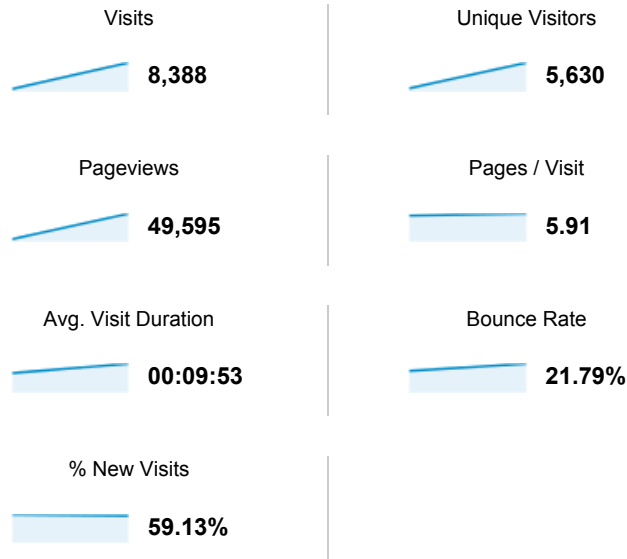 Visits
8,388
Unique Visitors
5,630
Pageviews
49,595
Pages / Visit
5.91
Avg. Visit Duration
00:09:53
Bounce Rate
21.79%
% New Visits
59.13%